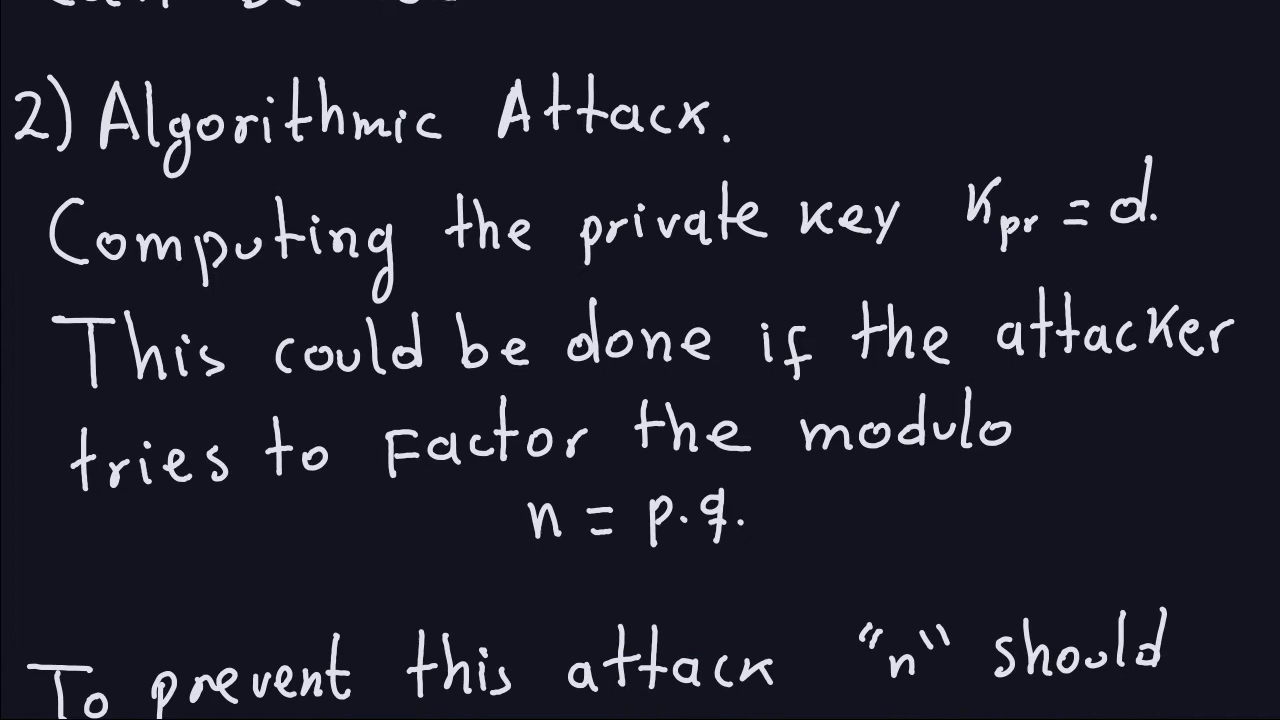 2) Algorithmic Attack.
Computing the private key Kpr = d.
This could be done if the attacker
tries to Factor the modulo
n = p.q.
To prevent this attack "n" should